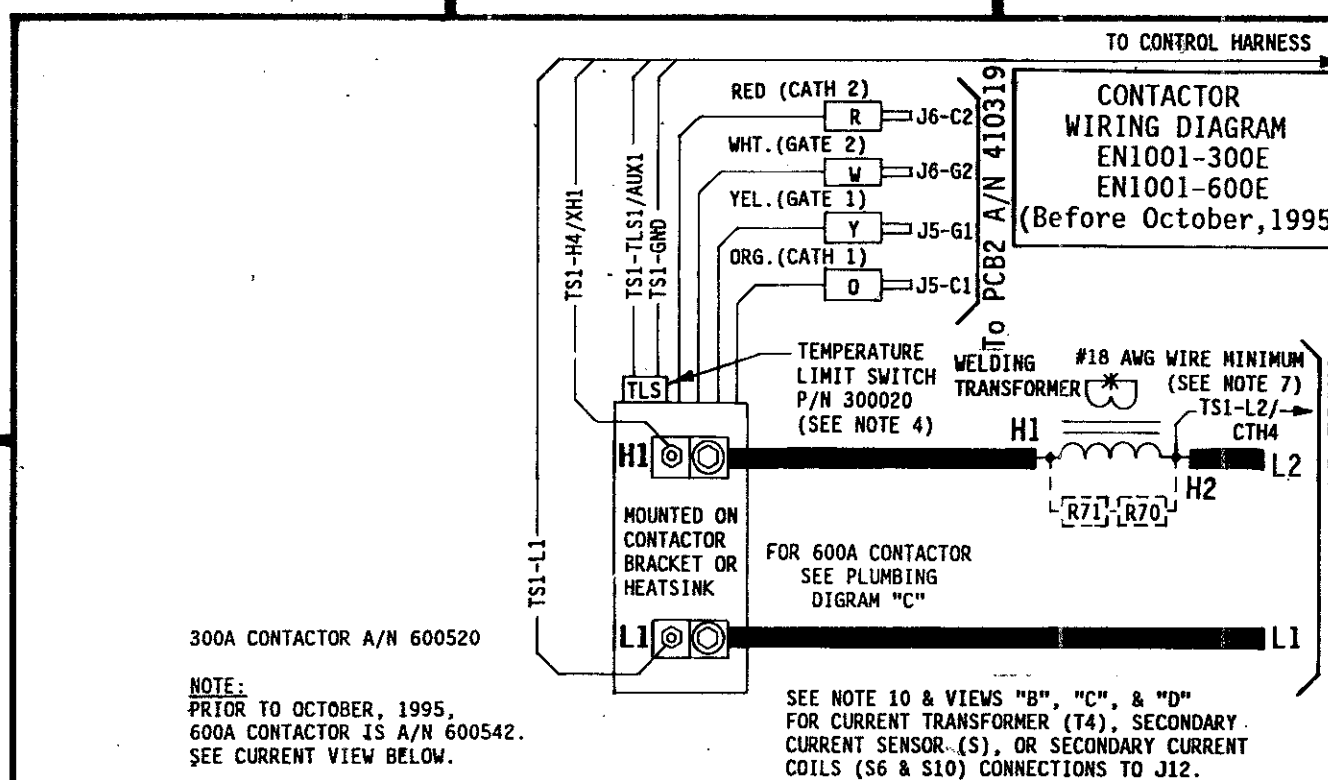 TO CONTROL HARNESS
CONTACTOR
WIRING DIAGRAM
EN1001-300E
EN1001-600E
(Before October,1995
To PCB2 A/N 410319
RED (CATH 2)
R
J6-C2
WHT.(GATE 2)
W
J6-G2
YEL.(GATE 1)
Y
J5-G1
ORG.(CATH 1)
O
J5-C1
TS1-H4/XH1
TS1-TLS1/AUX1
TS1-GND
TS1-L1
TLS
TEMPERATURE
LIMIT SWITCH
P/N 300020
(SEE NOTE 4)
WELDING
TRANSFORMER
#18 AWG WIRE MINIMUM
(SEE NOTE 7)
TS1-L2/
CTH4
H1
H1
L2
H2
R71
R70
MOUNTED ON
CONTACTOR
BRACKET OR
HEATSINK
FOR 600A CONTACTOR
SEE PLUMBING
DIGRAM "C"
L1
L1
300A CONTACTOR A/N 600520
NOTE:
PRIOR TO OCTOBER, 1995,
600A CONTACTOR IS A/N 600542.
SEE CURRENT VIEW BELOW.
SEE NOTE 10 & VIEWS "B", "C", & "D"
FOR CURRENT TRANSFORMER (T4), SECONDARY
CURRENT SENSOR (S), OR SECONDARY CURRENT
COILS (S6 & S10) CONNECTIONS TO J12.